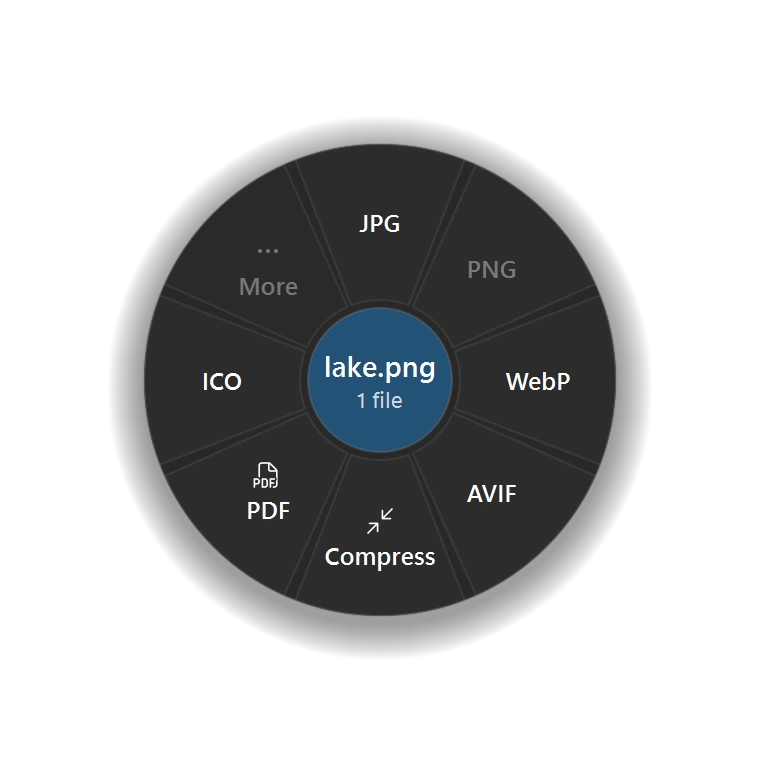 JPG
PNG
...
More
lake.png
1 file
ICO
WebP
PDF
PDF
AVIF
Compress